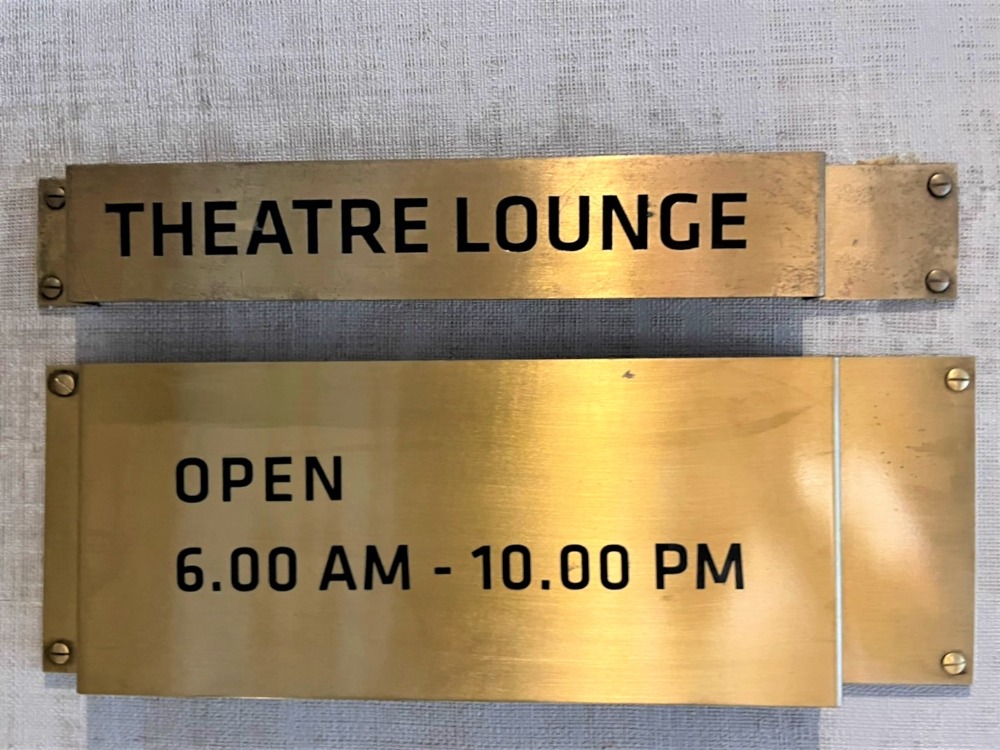 THEATRE LOUNGE
OPEN
6.00 AM - 10.00 PM